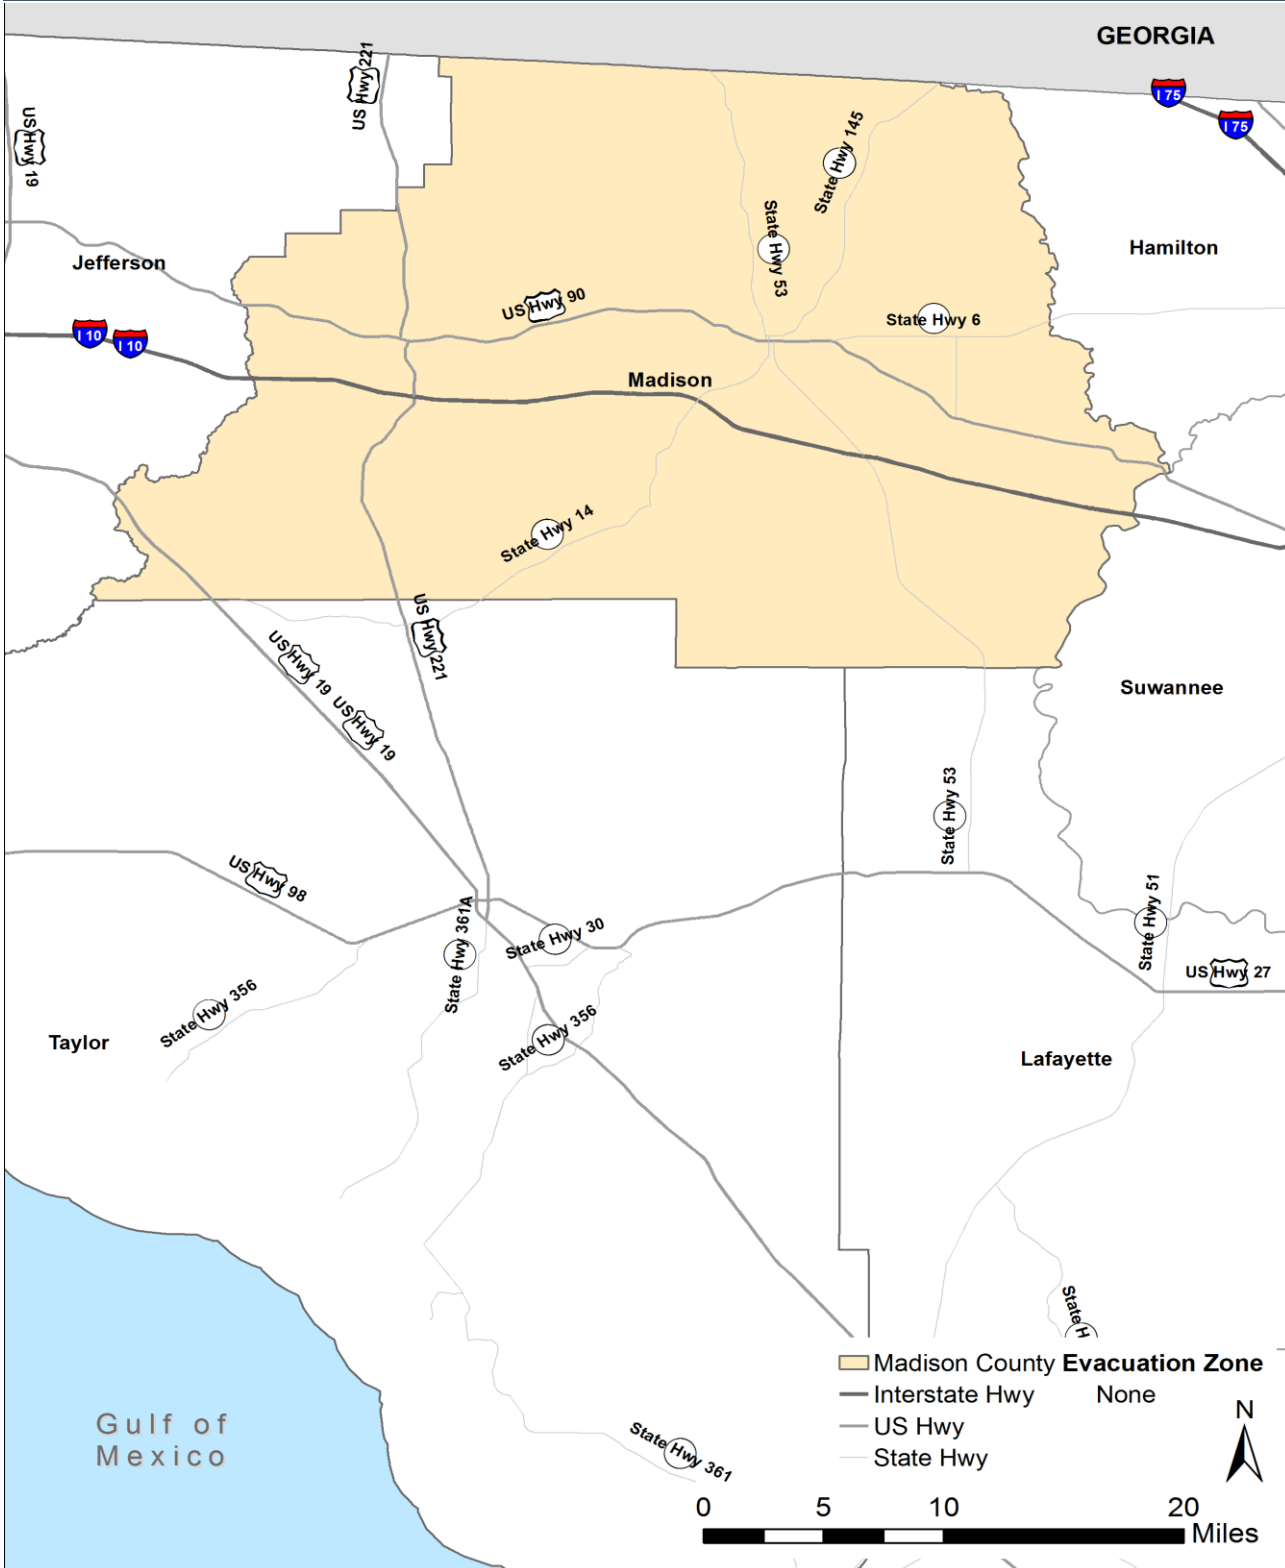 GEORGIA
US Hwy 221
I 75
I 75
US Hwy 19
State Hwy 145
State Hwy 53
Hamilton
Jefferson
US Hwy 90
State Hwy 6
I 10
I 10
Madison
State Hwy 14
US Hwy 221
US Hwy 19
US Hwy 19
Suwannee
State Hwy 53
US Hwy 98
State Hwy 361A
State Hwy 30
State Hwy 51
US Hwy 27
State Hwy 356
State Hwy 356
Taylor
Lafayette
State H
Madison County Evacuation Zone
Interstate Hwy None
US Hwy
State Hwy
N
Gulf of
Mexico
State Hwy 361
0 5 10 20
Miles